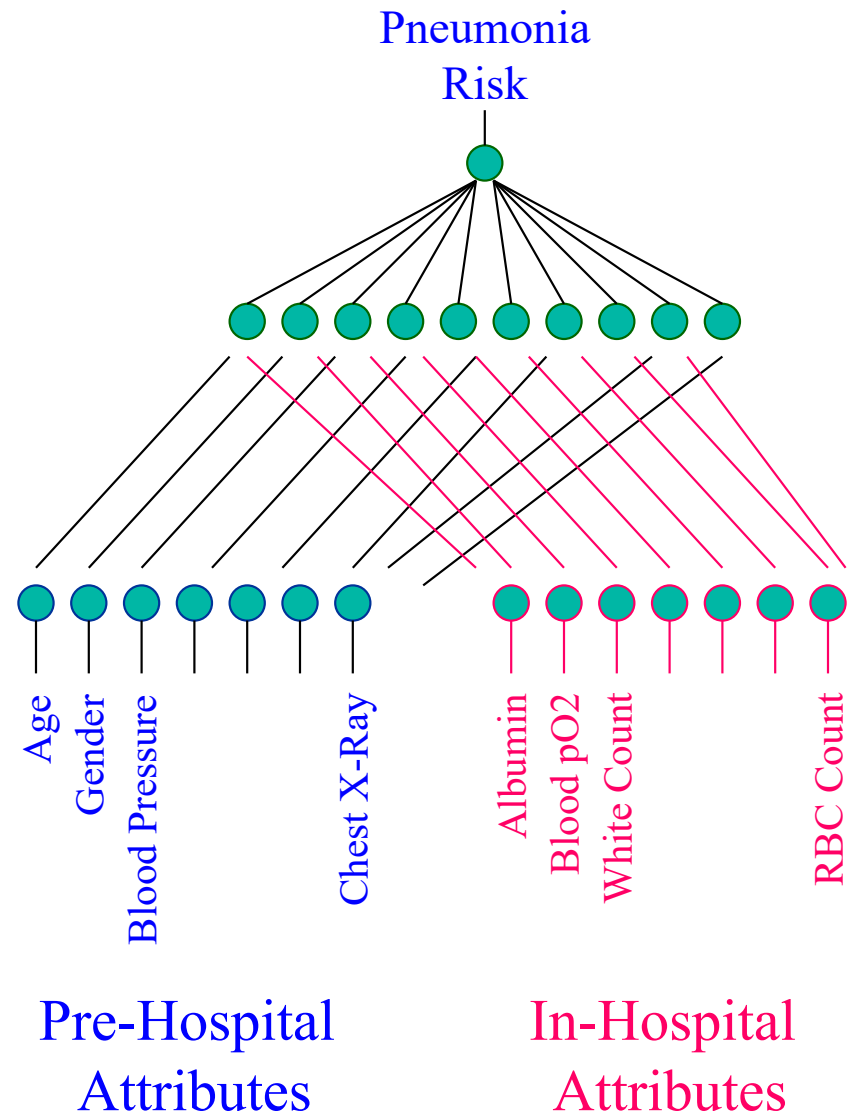 Pneumonia
Risk
Age
Gender
Blood Pressure
Chest X-Ray
Albumin
Blood pO2
White Count
RBC Count
Pre-Hospital
Attributes
In-Hospital
Attributes